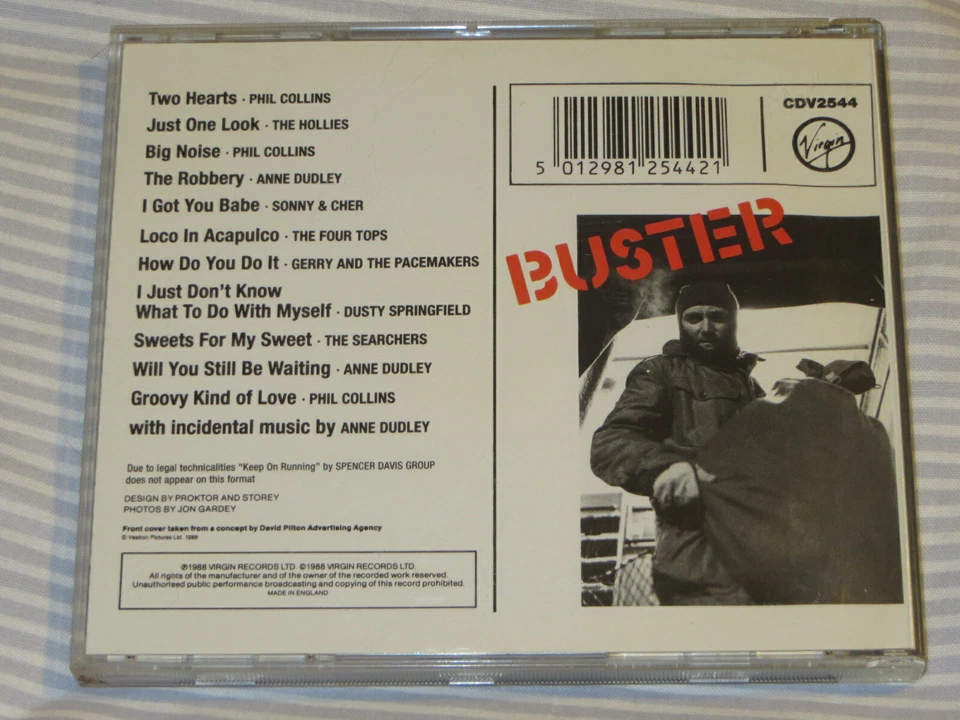 Two Hearts · PHIL COLLINS
Just One Look · THE HOLLIES
Big Noise · PHIL COLLINS
The Robbery · ANNE DUDLEY
I Got You Babe · SONNY & CHER
Loco In Acapulco · THE FOUR TOPS
How Do You Do It · GERRY AND THE PACEMAKERS
I Just Don't Know
What To Do With Myself · DUSTY SPRINGFIELD
Sweets For My Sweet · THE SEARCHERS
Will You Still Be Waiting · ANNE DUDLEY
Groovy Kind of Love · PHIL COLLINS
with incidental music by ANNE DUDLEY
Due to legal technicalities "Keep On Running" by SPENCER DAVIS GROUP
does not appear on this format
DESIGN BY PROKTOR AND STOREY
PHOTOS BY JON GARDEY
Front cover taken from a concept by David Pilton Advertising Agency
© Vestron Pictures Ltd. 1988
℗1988 VIRGIN RECORDS LTD. ©1988 VIRGIN RECORDS LTD.
All rights of the manufacturer and of the owner of the recorded work reserved.
Unauthorised public performance broadcasting and copying of this record prohibited.
MADE IN ENGLAND
5 012981 254421
CDV2544
Virgin
BUSTER